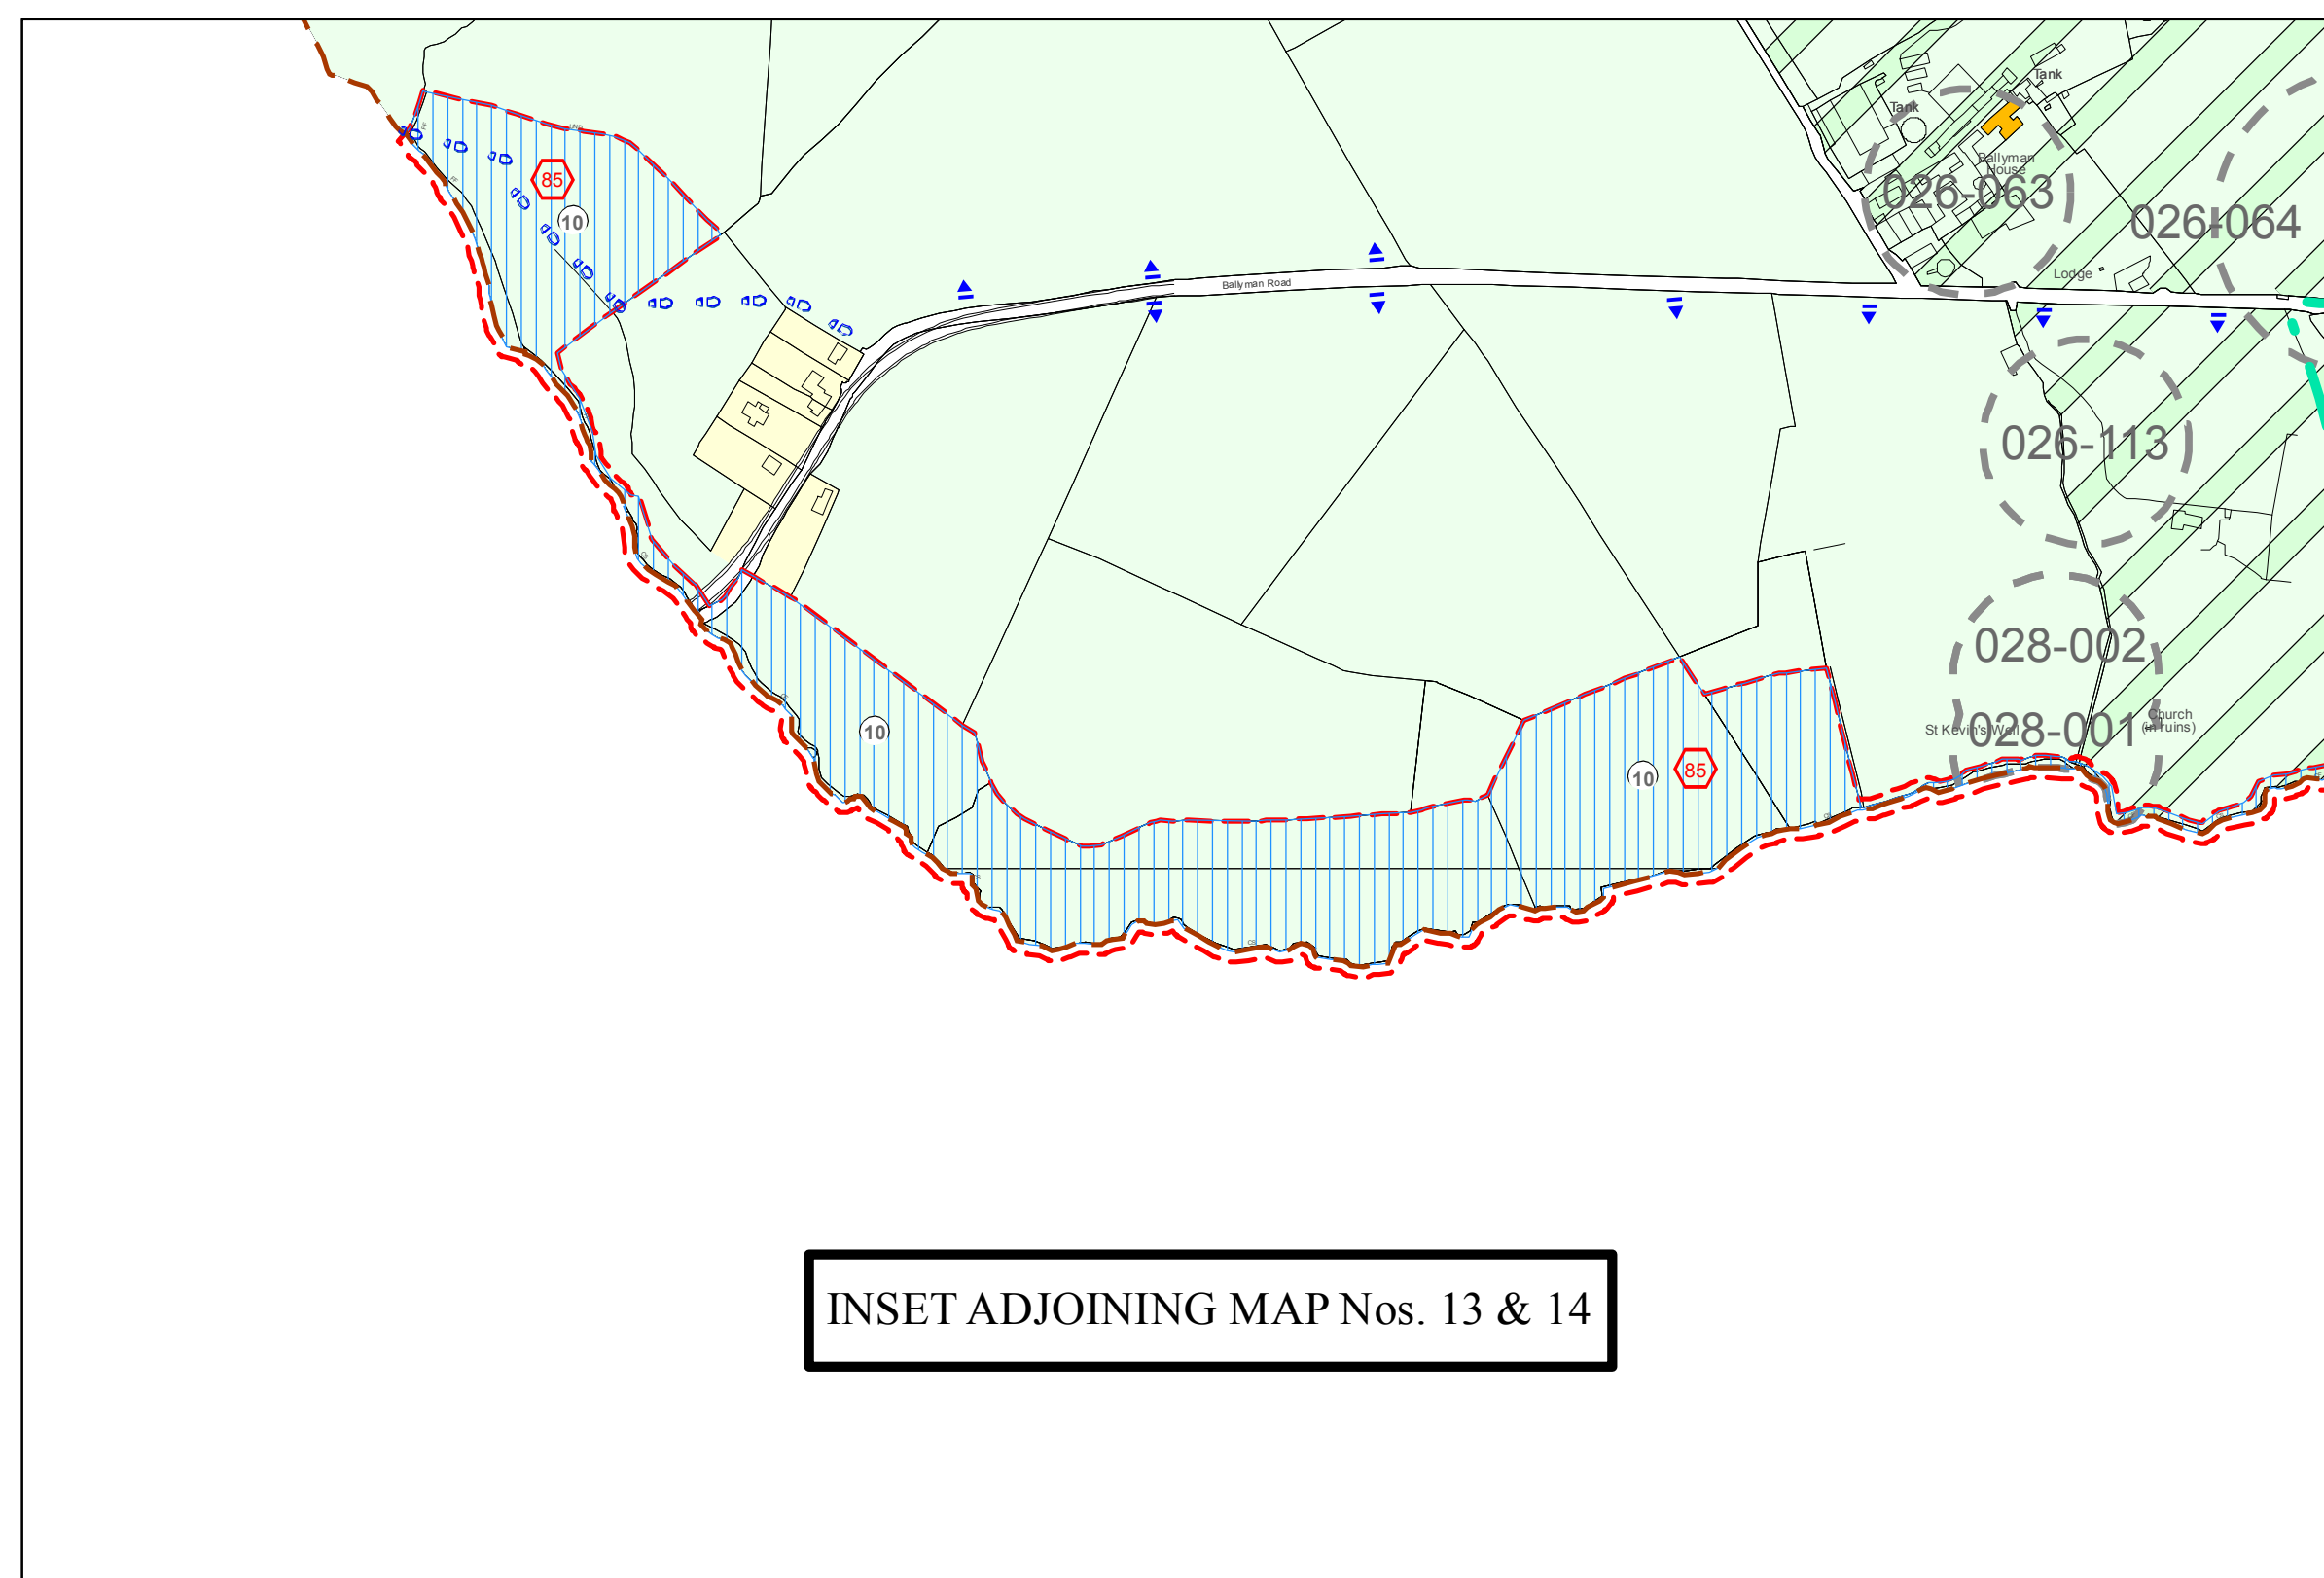 Tank
Tank
85
Ballyman
House
026-063
10
026-064
Lodge
Ballyman Road
026-113
028-002
Church
(in ruins)
St Kevin's Well
028-001
10
10
85
INSET ADJOINING MAP Nos. 13 & 14